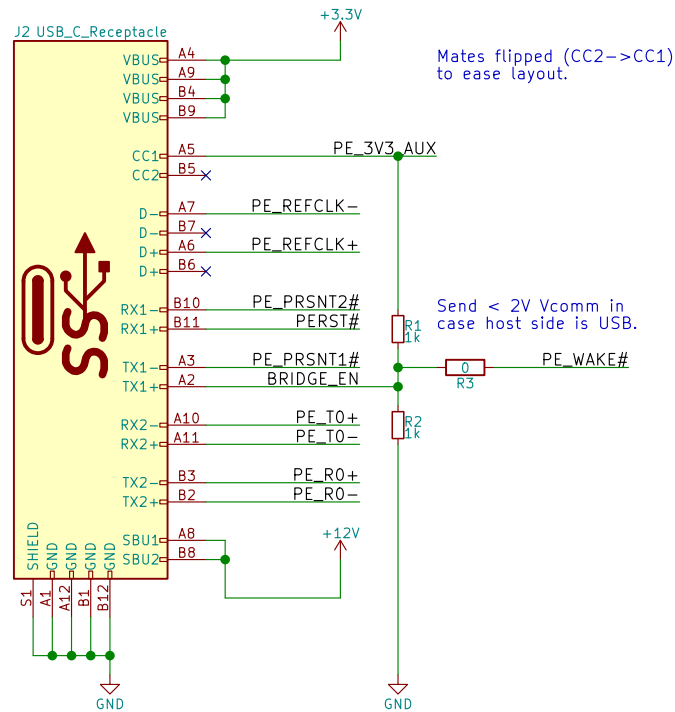 +3.3V
J2 USB_C_Receptacle
Mates flipped (CC2->CC1)
to ease layout.
VBUS A4
VBUS A9
VBUS B4
VBUS B9
CC1 A5 PE_3V3_AUX
CC2 B5
D- A7 PE_REFCLK-
D- B7
D+ A6 PE_REFCLK+
D+ B6
RX1- B10 PE_PRSNT2#
RX1+ B11 PERST#
Send < 2V Vcomm in
case host side is USB.
R1
1k
TX1- A3 PE_PRSNT1#
TX1+ A2 BRIDGE_EN
0
R3
PE_WAKE#
RX2- A10 PE_T0+
RX2+ A11 PE_T0-
R2
1k
TX2- B3 PE_R0+
TX2+ B2 PE_R0-
SBU1 A8
SBU2 B8
+12V
SS
SHIELD
GND
GND
GND
GND
S1
A1
A12
B1
B12
GND
GND